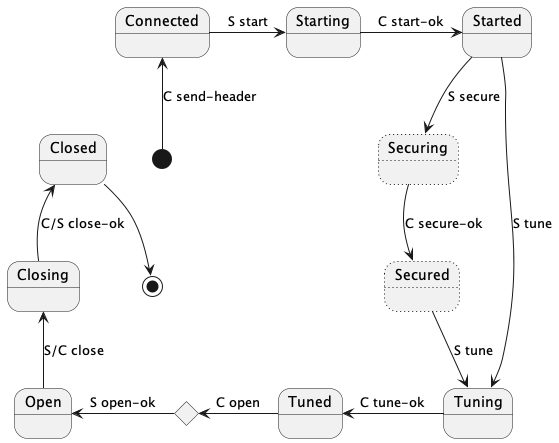 Connected
S start
Starting
C start-ok
Started
C send-header
S secure
Closed
Securing
C/S close-ok
C secure-ok
S tune
Closing
Secured
S/C close
S tune
Open
S open-ok
C open
Tuned
C tune-ok
Tuning